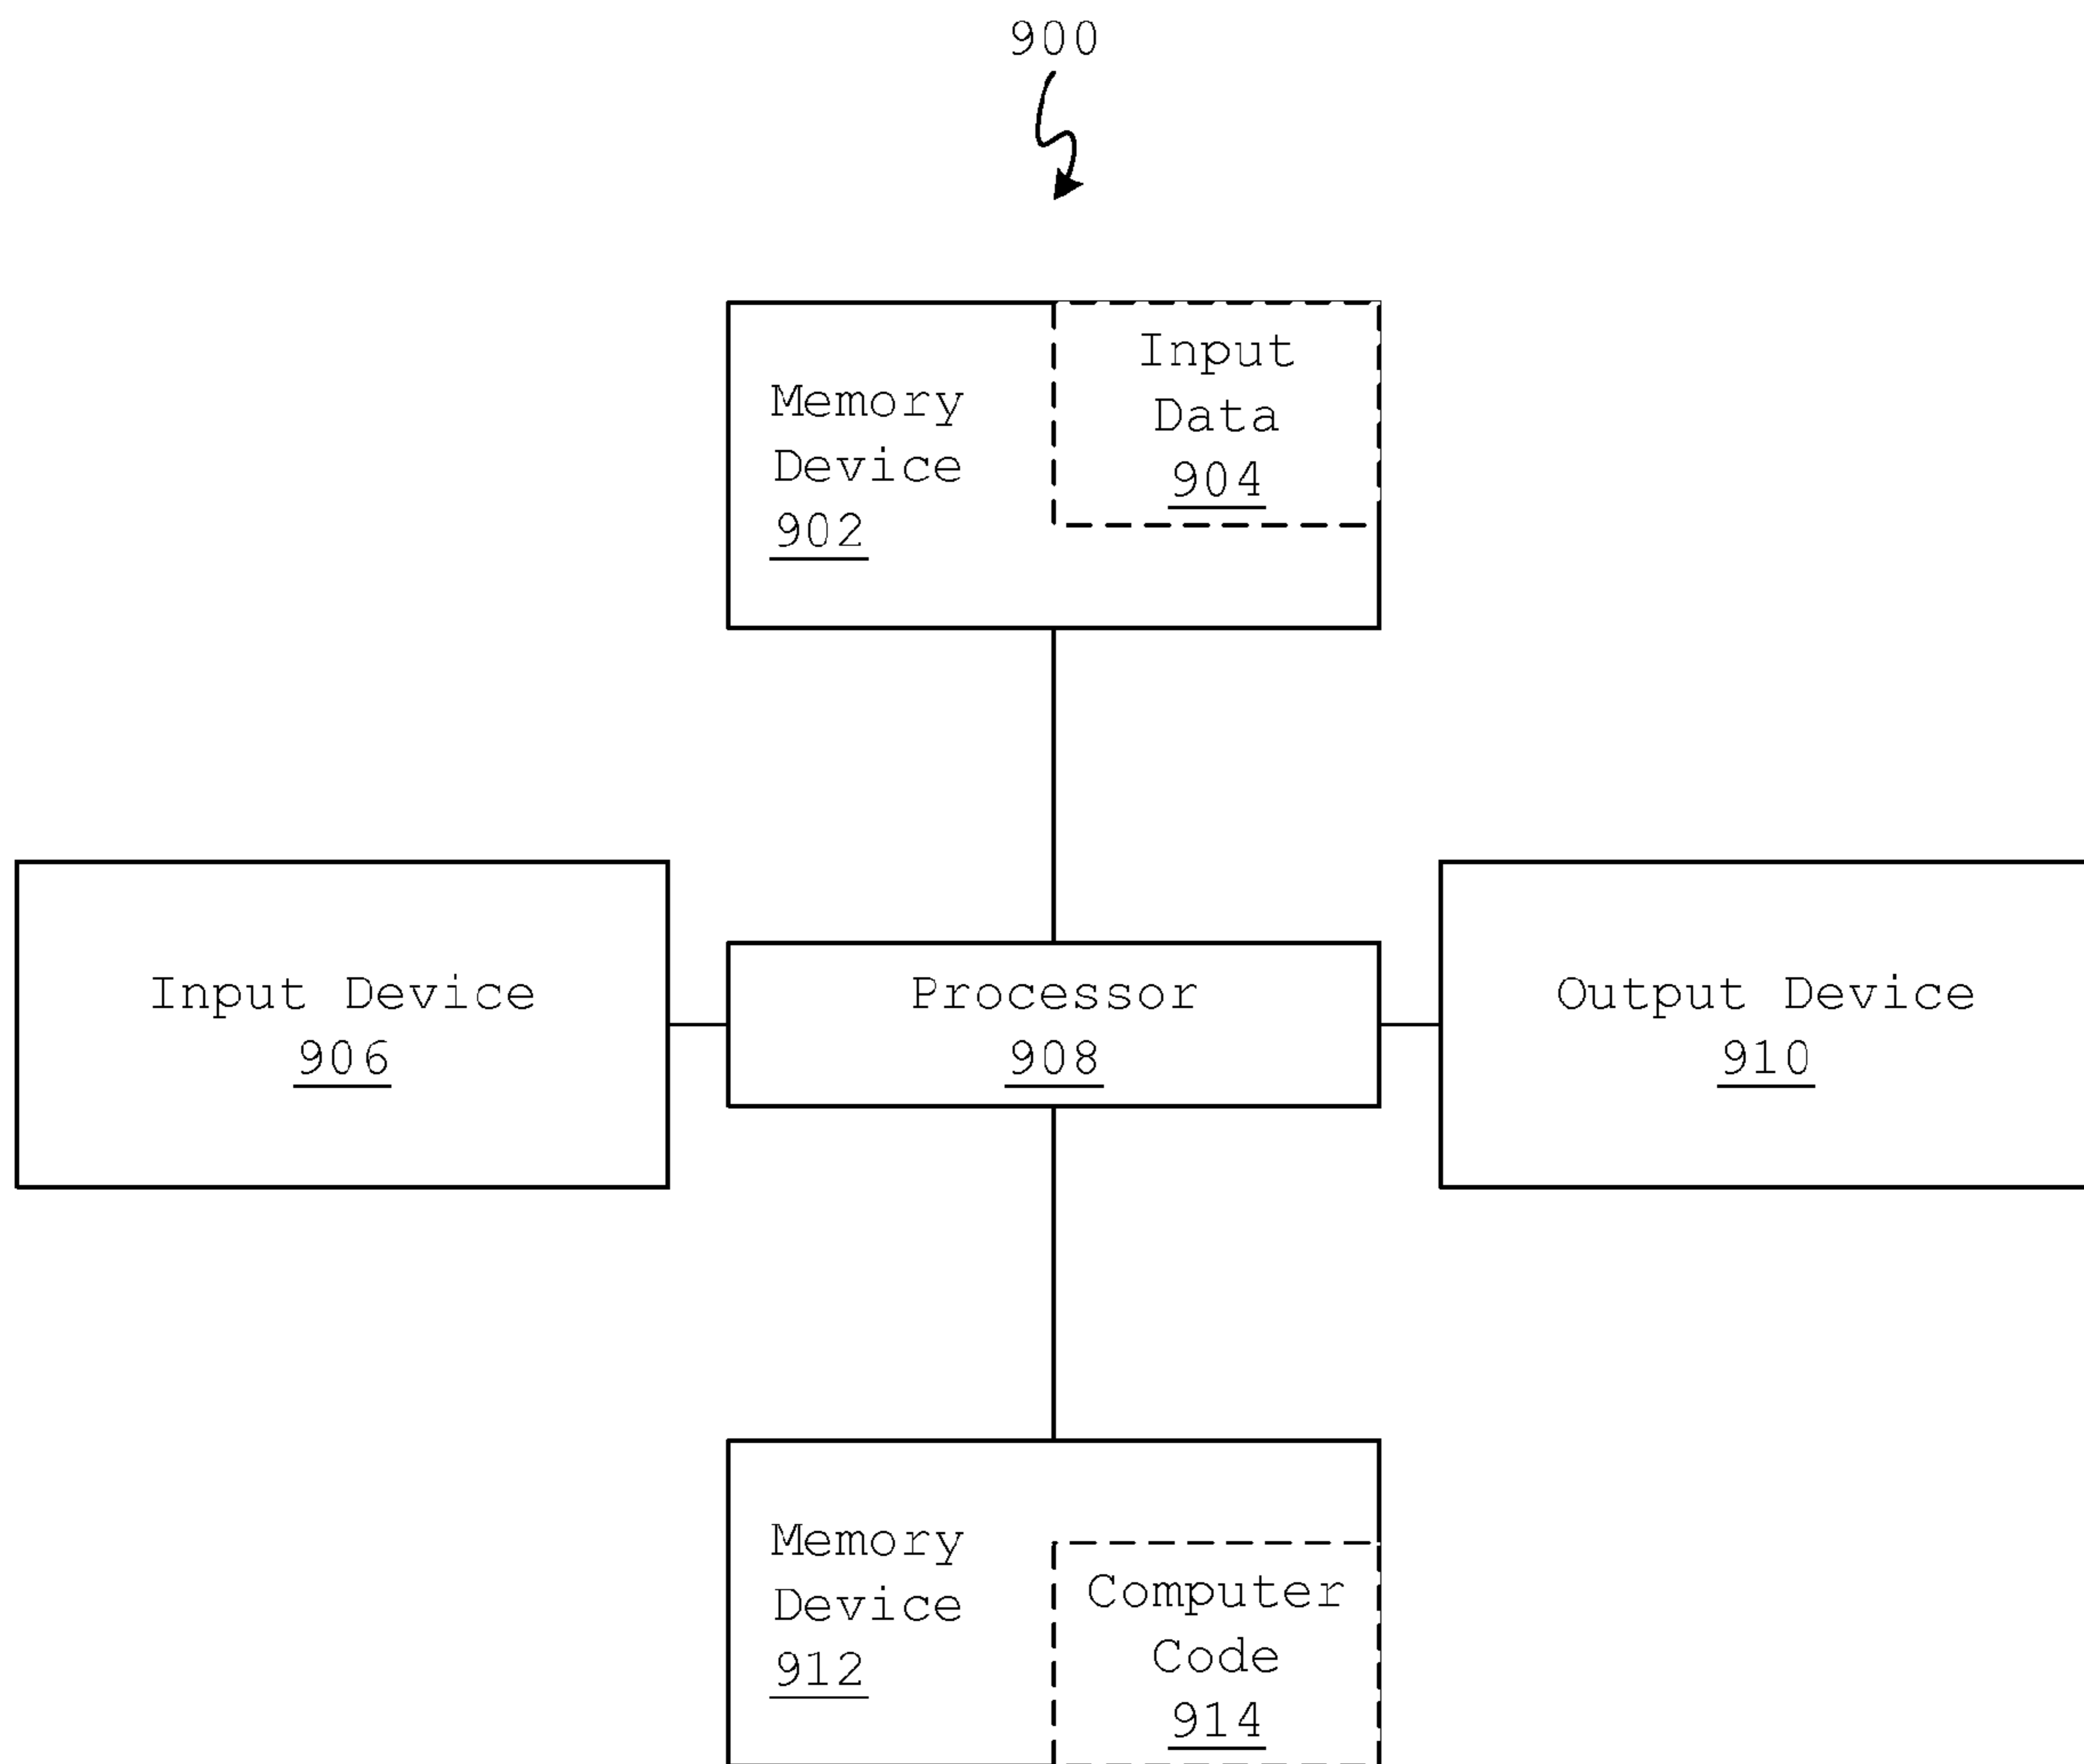 900
Memory
Device
902
Input
Data
904
Input Device
906
Processor
908
Output Device
910
Memory
Device
912
Computer
Code
914